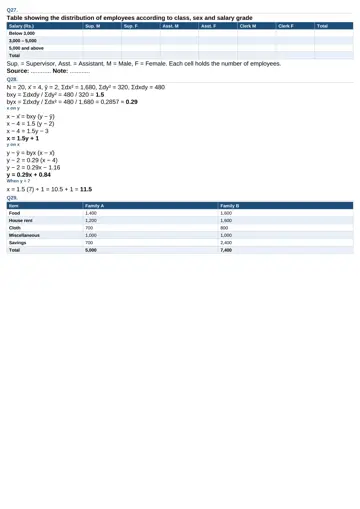 Q27.
Table showing the distribution of employees according to class, sex and salary grade
Salary (Rs.) Sup. M Sup. F Asst. M Asst. F Clerk M Clerk F Total
Below 3,000
3,000 – 5,000
5,000 and above
Total
Sup. = Supervisor, Asst. = Assistant, M = Male, F = Female. Each cell holds the number of employees.
Source: ............ Note: ............
Q28.
N = 20, x̄ = 4, ȳ = 2, Σdx² = 1,680, Σdy² = 320, Σdxdy = 480
bxy = Σdxdy / Σdy² = 480 / 320 = 1.5
byx = Σdxdy / Σdx² = 480 / 1,680 = 0.2857 = 0.29
x on y
x − x̄ = bxy (y − ȳ)
x − 4 = 1.5 (y − 2)
x − 4 = 1.5y − 3
x = 1.5y + 1
y on x
y − ȳ = byx (x − x̄)
y − 2 = 0.29 (x − 4)
y − 2 = 0.29x − 1.16
y = 0.29x + 0.84
When y = 7
x = 1.5 (7) + 1 = 10.5 + 1 = 11.5
Q29.
Item Family A Family B
Food 1,400 1,600
House rent 1,200 1,600
Cloth 700 800
Miscellaneous 1,000 1,000
Savings 700 2,400
Total 5,000 7,400